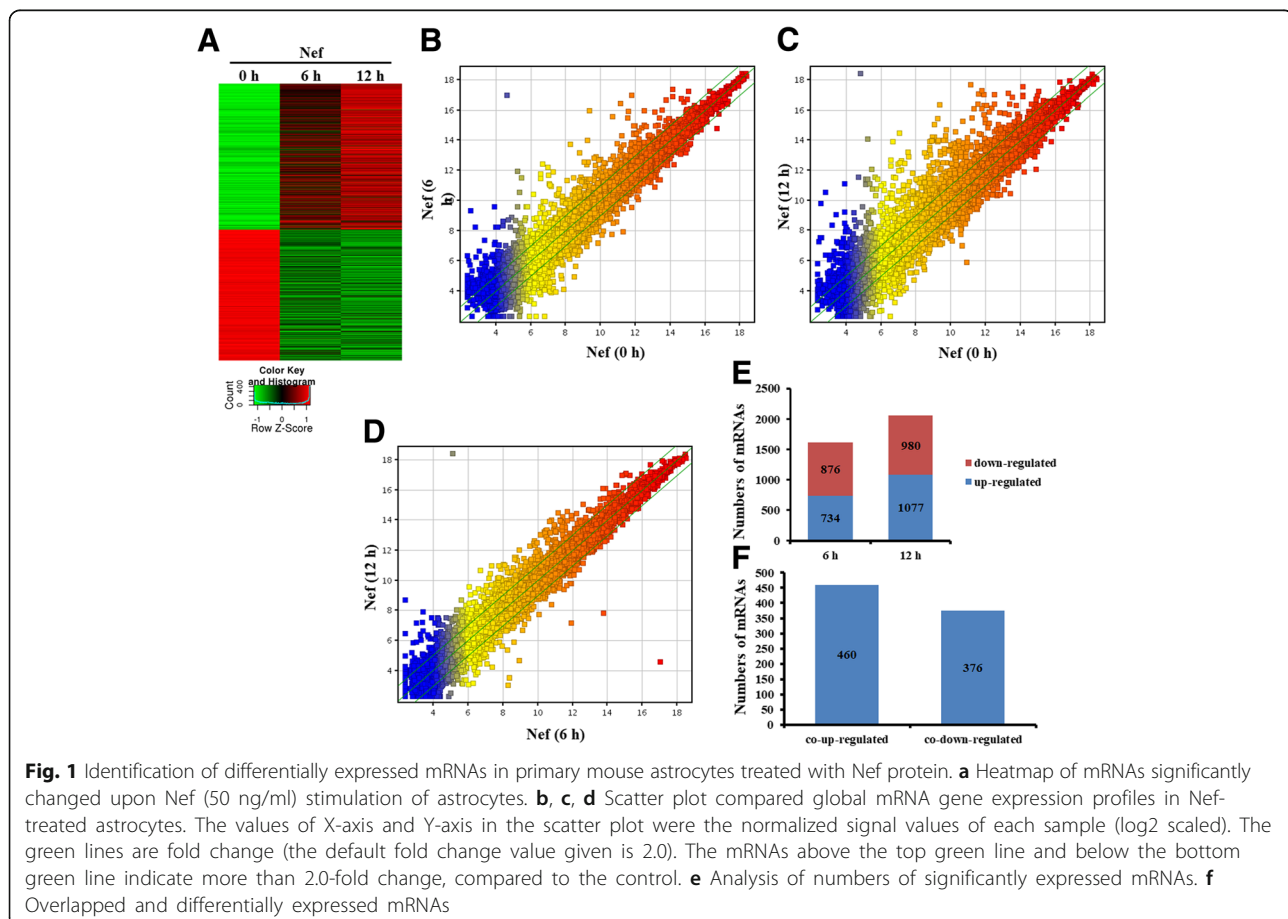 A
Nef
0 h 6 h 12 h
Color Key
and Histogram
Count
0 400
-1 0 1
Row Z-Score
B
18
16
14
12
10
8
6
4
Nef (6 h)
4 6 8 10 12 14 16 18
Nef (0 h)
C
18
16
14
12
10
8
6
4
Nef (12 h)
4 6 8 10 12 14 16 18
Nef (0 h)
D
18
16
14
12
10
8
6
4
Nef (12 h)
4 6 8 10 12 14 16 18
Nef (6 h)
E
Numbers of mRNAs
2500
2000
1500
1000
500
0
876
734
980
1077
6 h 12 h
down-regulated
up-regulated
F
Numbers of mRNAs
500
450
400
350
300
250
200
150
100
50
0
460
376
co-up-regulated co-down-regulated
Fig. 1 Identification of differentially expressed mRNAs in primary mouse astrocytes treated with Nef protein. a Heatmap of mRNAs significantly
changed upon Nef (50 ng/ml) stimulation of astrocytes. b, c, d Scatter plot compared global mRNA gene expression profiles in Nef-
treated astrocytes. The values of X-axis and Y-axis in the scatter plot were the normalized signal values of each sample (log2 scaled). The
green lines are fold change (the default fold change value given is 2.0). The mRNAs above the top green line and below the bottom
green line indicate more than 2.0-fold change, compared to the control. e Analysis of numbers of significantly expressed mRNAs. f
Overlapped and differentially expressed mRNAs